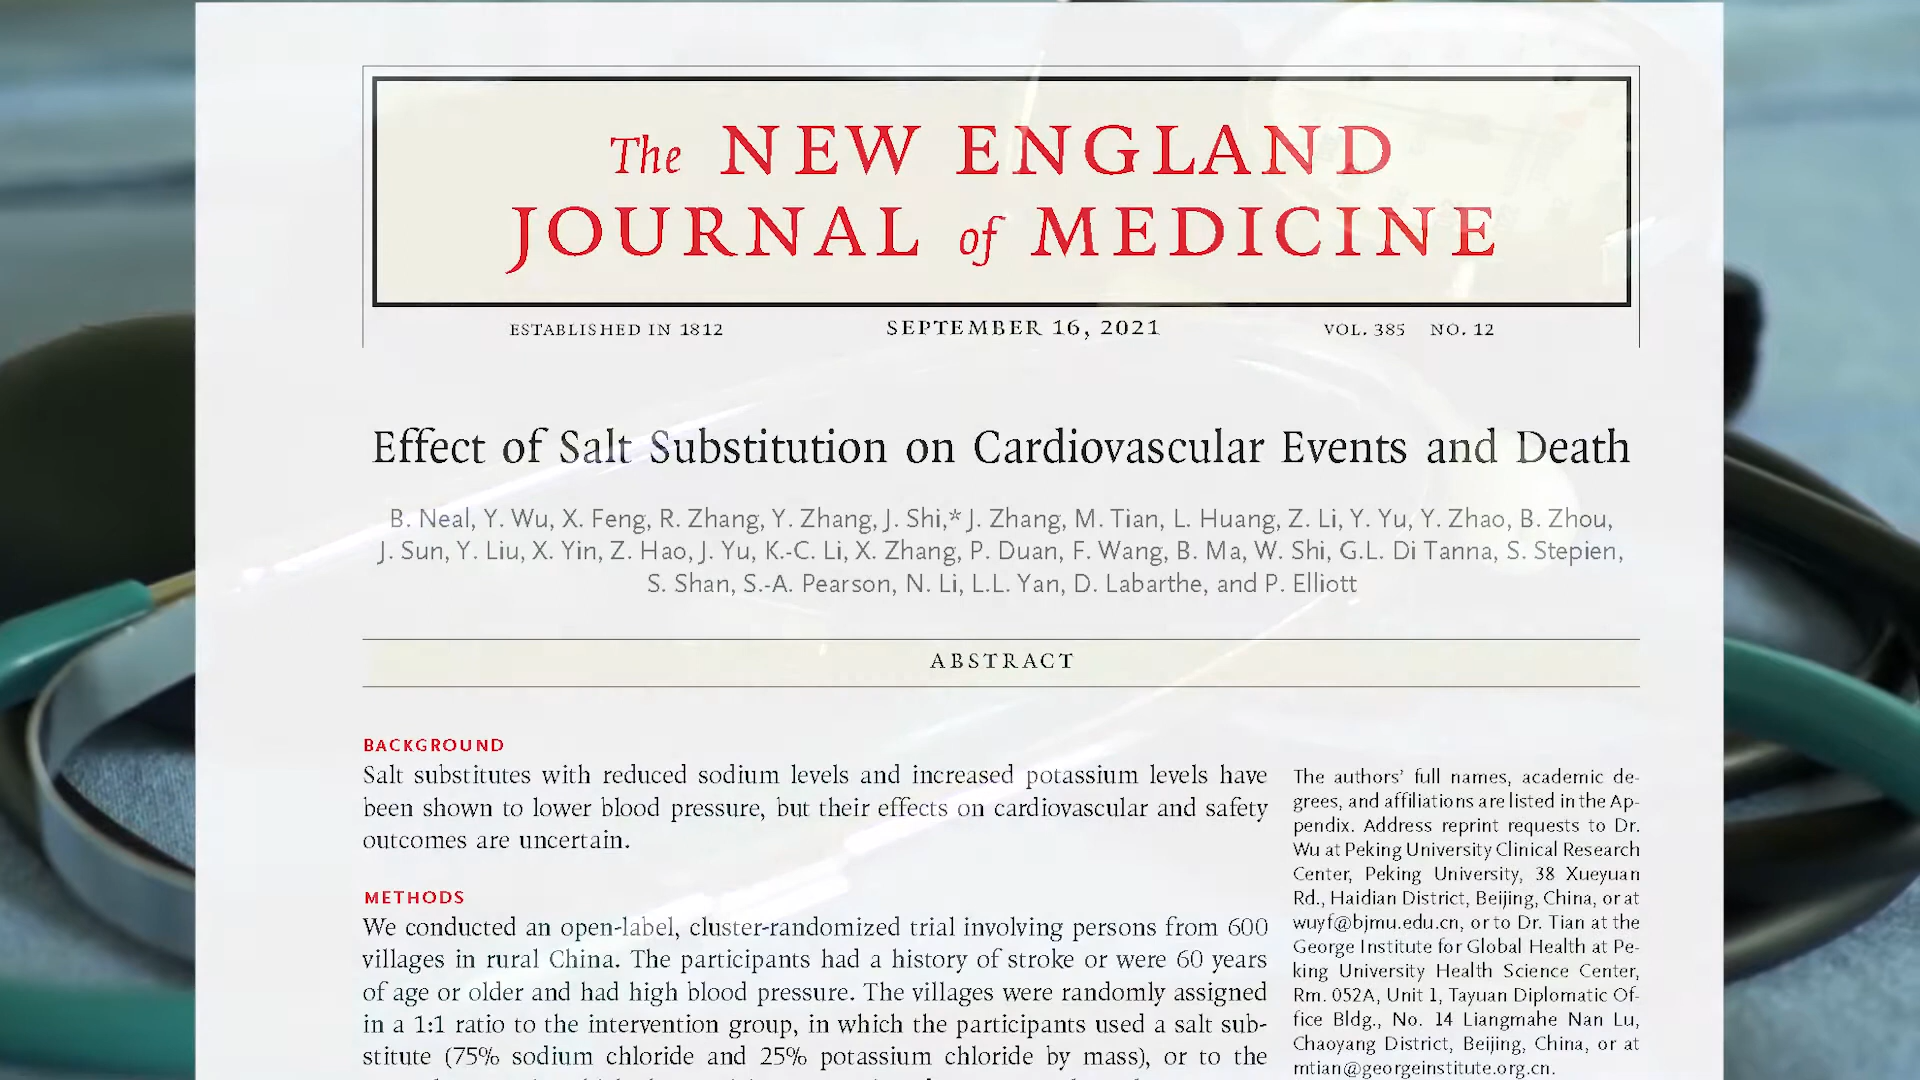 The NEW ENGLAND
JOURNAL of MEDICINE
ESTABLISHED IN 1812 SEPTEMBER 16, 2021 VOL. 385 NO. 12
Effect of Salt Substitution on Cardiovascular Events and Death
B. Neal, Y. Wu, X. Feng, R. Zhang, Y. Zhang, J. Shi,* J. Zhang, M. Tian, L. Huang, Z. Li, Y. Yu, Y. Zhao, B. Zhou,
J. Sun, Y. Liu, X. Yin, Z. Hao, J. Yu, K.-C. Li, X. Zhang, P. Duan, F. Wang, B. Ma, W. Shi, G.L. Di Tanna, S. Stepien,
S. Shan, S.-A. Pearson, N. Li, L.L. Yan, D. Labarthe, and P. Elliott
ABSTRACT
BACKGROUND
Salt substitutes with reduced sodium levels and increased potassium levels have
been shown to lower blood pressure, but their effects on cardiovascular and safety
outcomes are uncertain.
METHODS
We conducted an open-label, cluster-randomized trial involving persons from 600
villages in rural China. The participants had a history of stroke or were 60 years
of age or older and had high blood pressure. The villages were randomly assigned
in a 1:1 ratio to the intervention group, in which the participants used a salt sub-
stitute (75% sodium chloride and 25% potassium chloride by mass), or to the
The authors' full names, academic de-
grees, and affiliations are listed in the Ap-
pendix. Address reprint requests to Dr.
Wu at Peking University Clinical Research
Center, Peking University, 38 Xueyuan
Rd., Haidian District, Beijing, China, or at
wuyf@bjmu.edu.cn, or to Dr. Tian at the
George Institute for Global Health at Pe-
king University Health Science Center,
Rm. 052A, Unit 1, Tayuan Diplomatic Of-
fice Bldg., No. 14 Liangmahe Nan Lu,
Chaoyang District, Beijing, China, or at
mtian@georgeinstitute.org.cn.